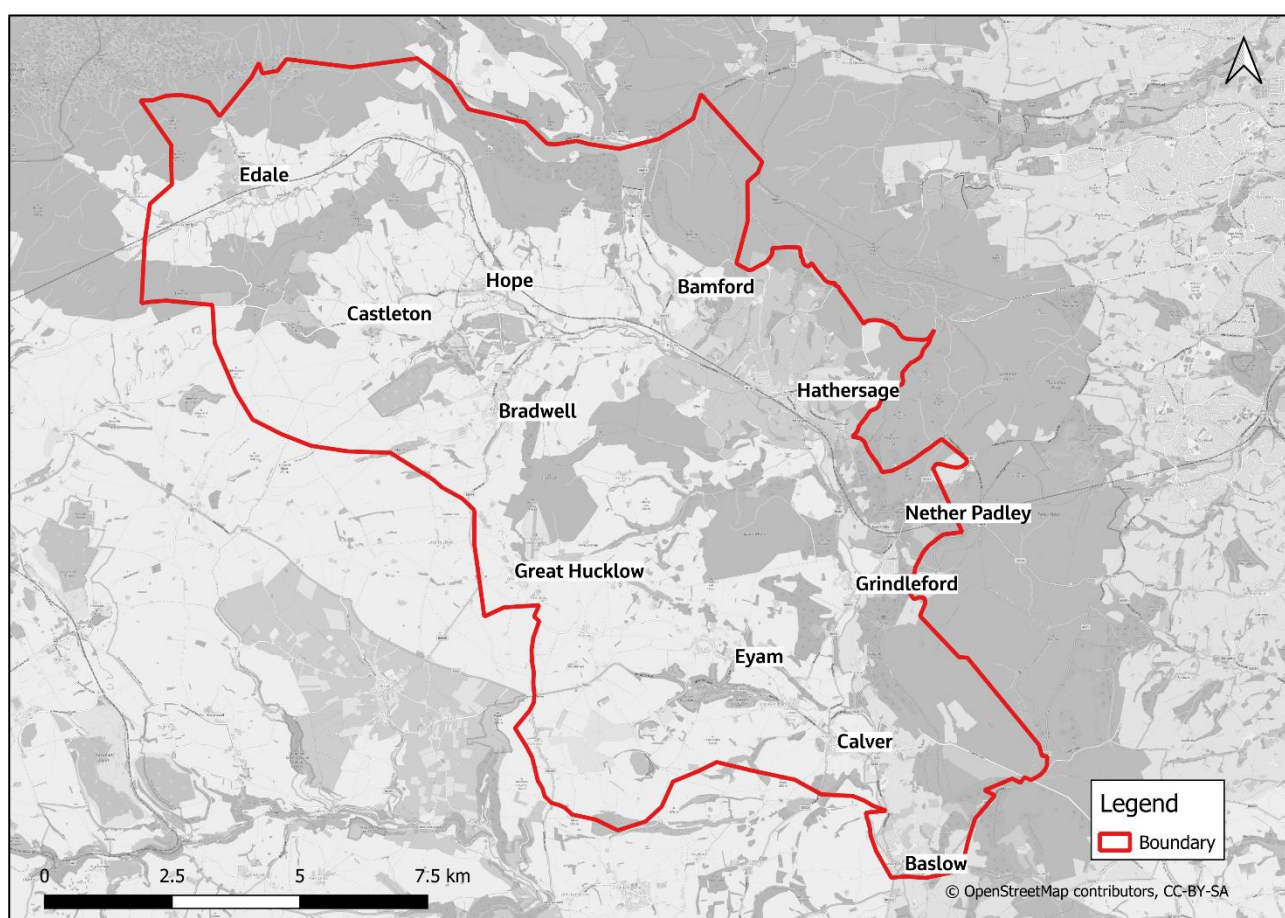 Edale
Hope
Bamford
Castleton
Hathersage
Bradwell
Nether Padley
Great Hucklow
Grindleford
Eyam
Calver
Legend
Boundary
Baslow
0 2.5 5 7.5 km
© OpenStreetMap contributors, CC-BY-SA